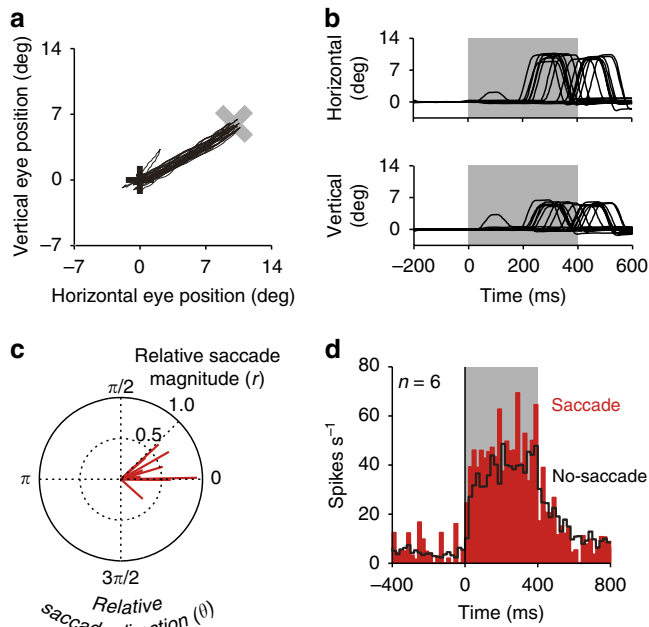 a
Vertical eye position (deg)
14
7
0
−7
−7
0
7
14
Horizontal eye position (deg)
b
Horizontal
(deg)
14
7
0
Vertical
(deg)
14
7
0
−200
0
200
400
600
Time (ms)
c
Relative saccade
magnitude (r)
π/2
1.0
0.5
π
0
3π/2
Relative
(θ)
d
Spikes s⁻¹
80
60
40
20
0
n = 6
Saccade
No-saccade
−400
0
400
800
Time (ms)